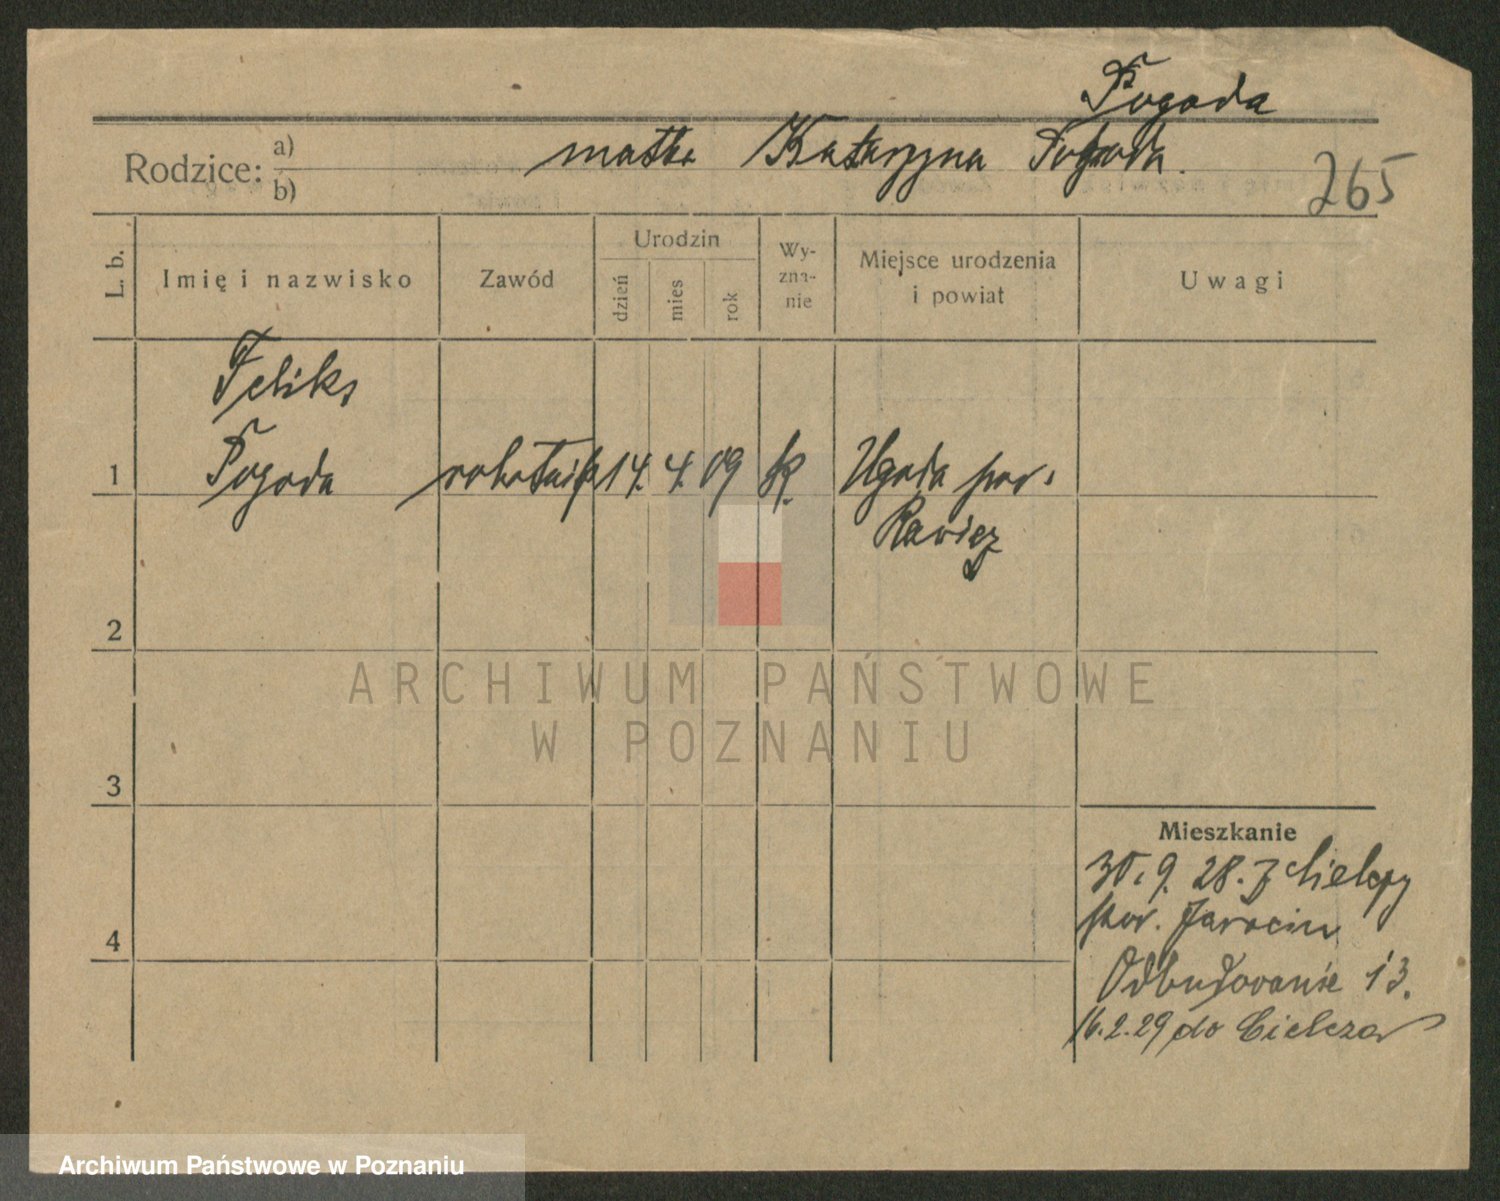 Pogoda
Rodzice: a) matka Katarzyna Pogoda.
b)
265
L. b.
Imię i nazwisko
Zawód
Urodzin
dzień
mies
rok
Wy-
zna-
nie
Miejsce urodzenia
i powiat
Uwagi
Feliks
1 Pogoda robotnik 14. 4. 09 k. Ugoda pow.
Rawicz
2
3
4
ARCHIWUM PAŃSTWOWE
W POZNANIU
Mieszkanie
30. 9. 28. z Cielczy
pow. Jarocin
Odbudowanie 13.
16.2.29 do Cielcza
Archiwum Państwowe w Poznaniu